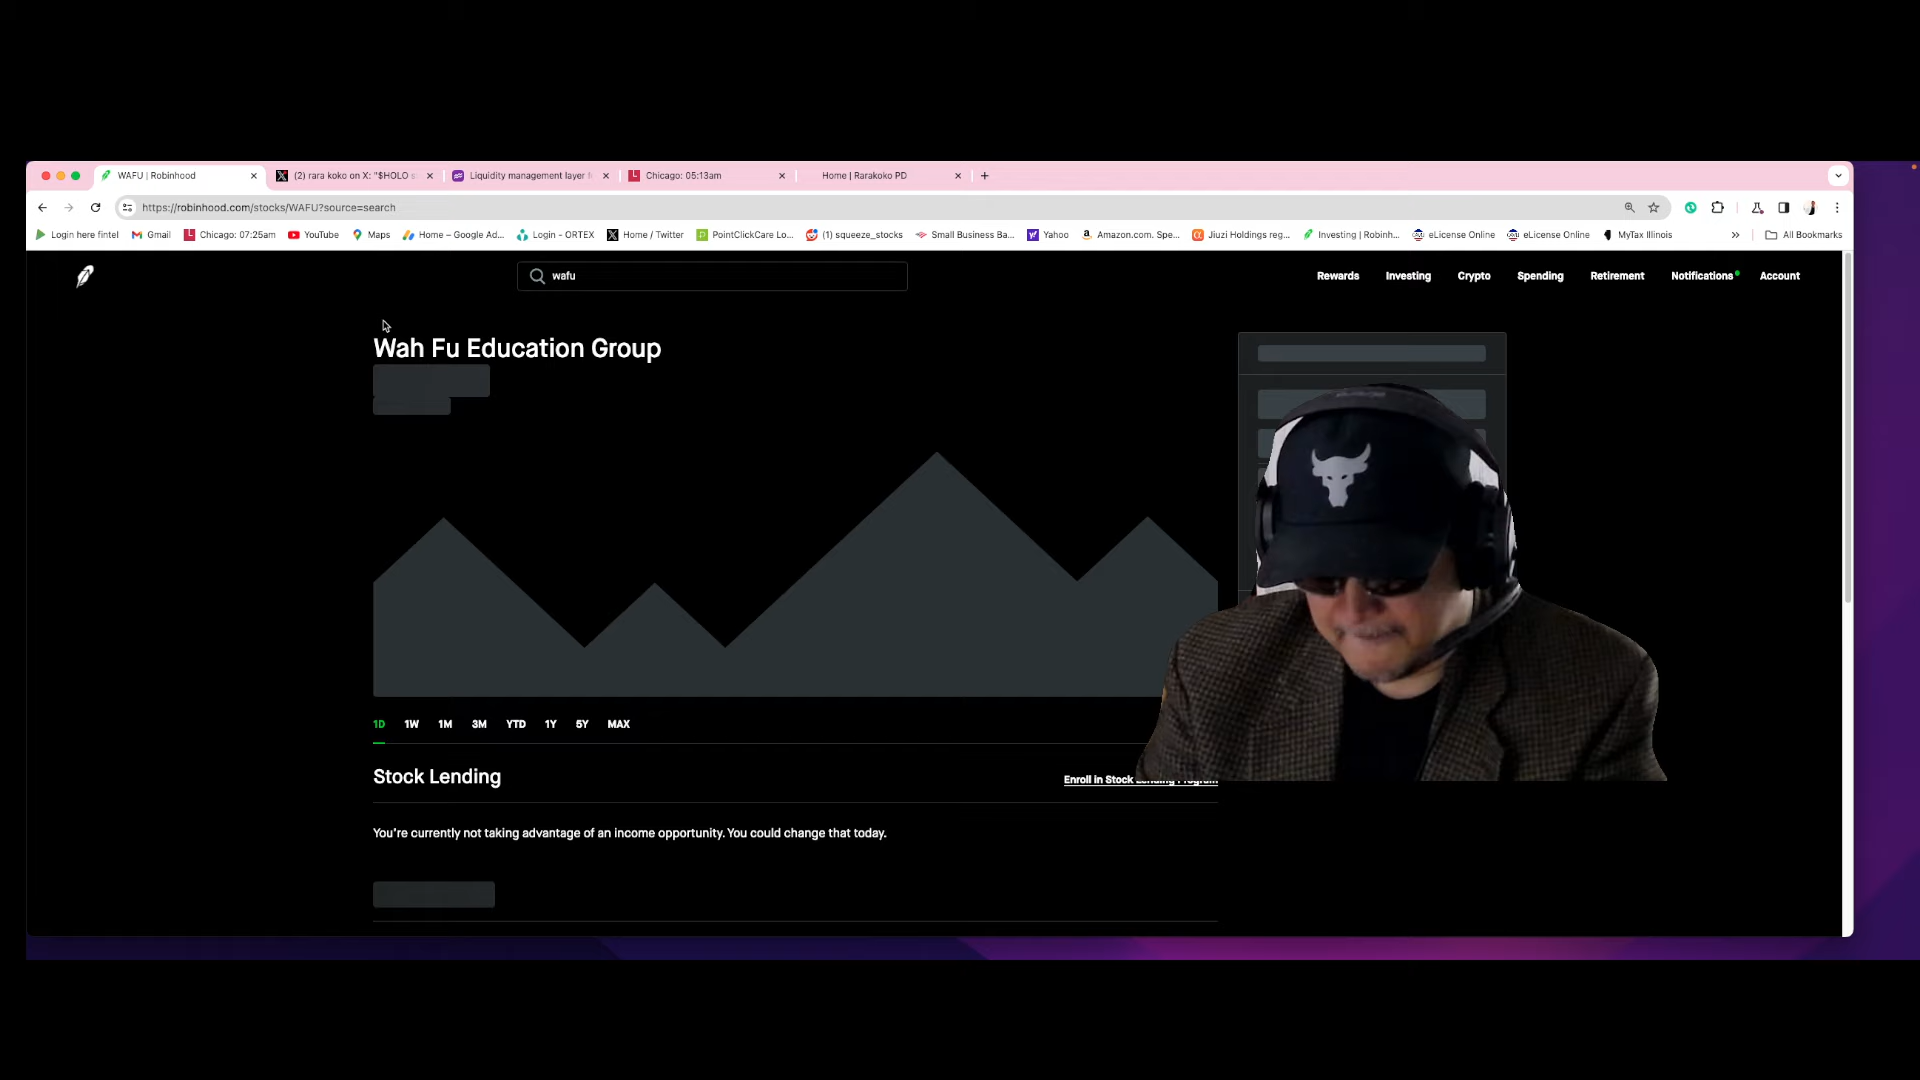 WAFU | Robinhood
(2) rara koko on X: "$HOLO s
Liquidity management layer f
Chicago: 05:13am
Home | Rarakoko PD
https://robinhood.com/stocks/WAFU?source=search
Login here fintel
Gmail
Chicago: 07:25am
YouTube
Maps
Home – Google Ad...
Login - ORTEX
Home / Twitter
PointClickCare Lo...
(1) squeeze_stocks
Small Business Ba...
Yahoo
Amazon.com. Spe...
Jiuzi Holdings reg...
Investing | Robinh...
eLicense Online
eLicense Online
MyTax Illinois
»
All Bookmarks
wafu
Rewards
Investing
Crypto
Spending
Retirement
Notifications
Account
Wah Fu Education Group
1D 1W 1M 3M YTD 1Y 5Y MAX
Stock Lending
Enroll in Stock Lending Program
You're currently not taking advantage of an income opportunity. You could change that today.